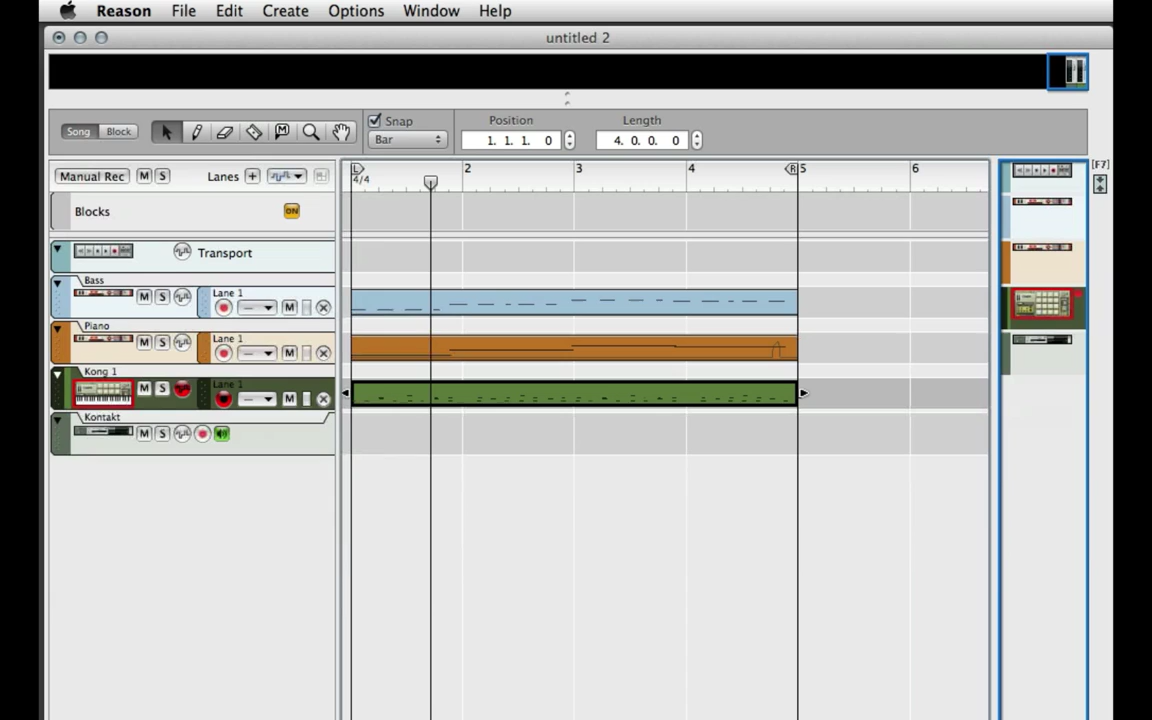 Reason File Edit Create Options Window Help
untitled 2
Song Block M Snap Bar Position 1. 1. 1. 0 Length 4. 0. 0. 0
Manual Rec M S Lanes + L 4/4 2 3 4 R 5 6 [F7]
Blocks ON
Transport
Bass
M S Lane 1 M
Piano
M S Lane 1 M
Kong 1
M S Lane 1 M
Kontakt
M S